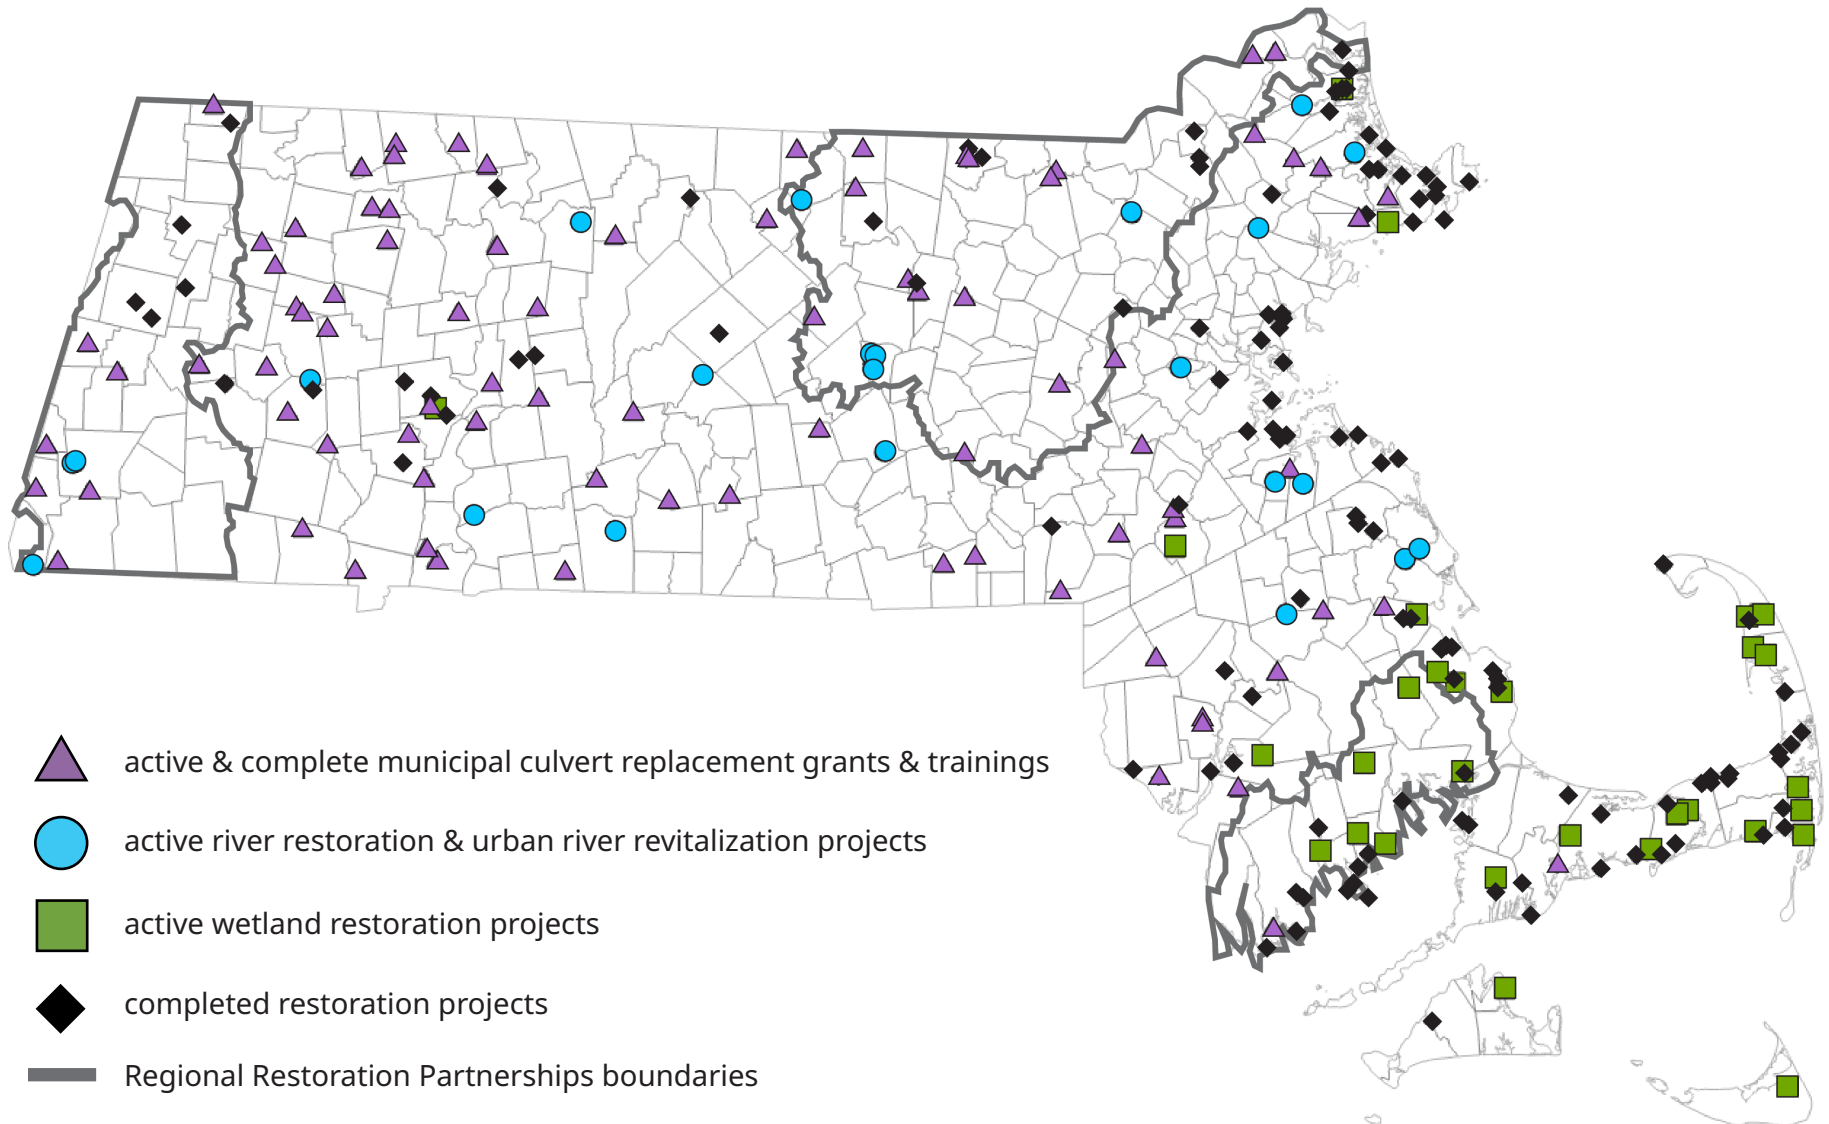 active & complete municipal culvert replacement grants & trainings
active river restoration & urban river revitalization projects
active wetland restoration projects
completed restoration projects
Regional Restoration Partnerships boundaries